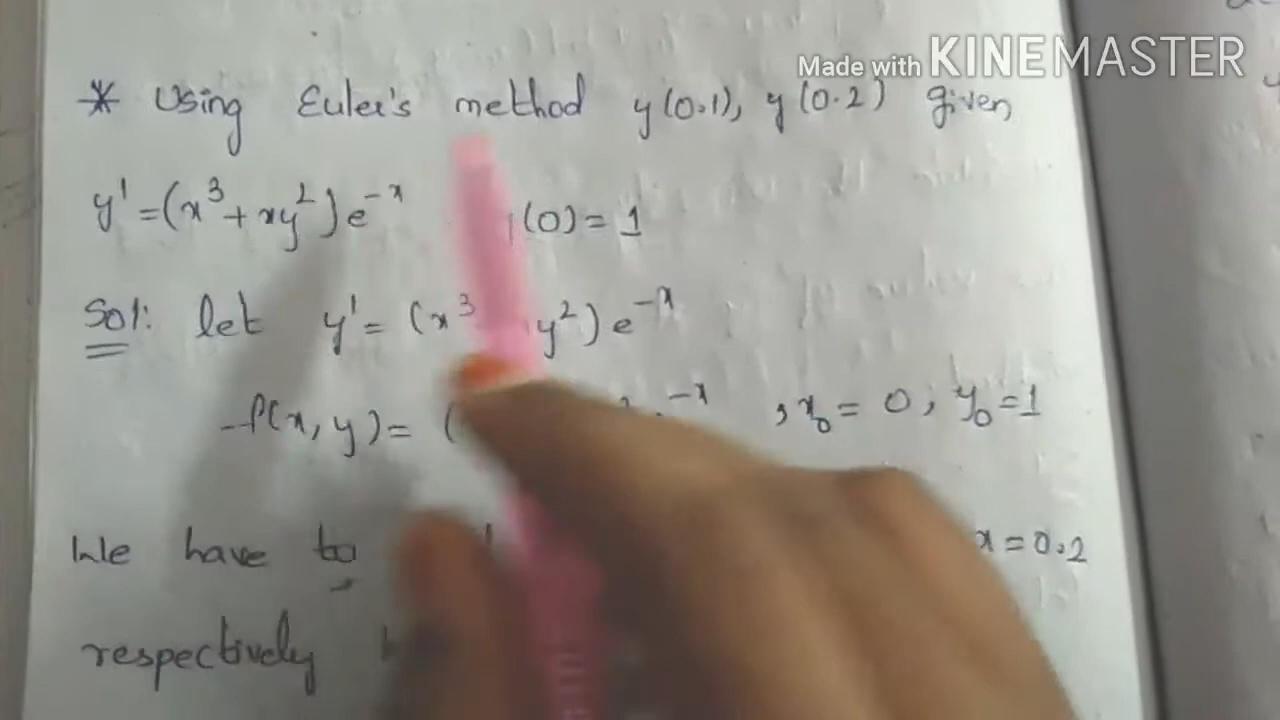 Made with KINEMASTER
* Using Euler's method y(0.1), y(0.2) given,
y' = (x³ + xy²) e⁻ˣ (0) = 1
Sol: let y' = (x³ y²) e⁻ˣ
f(x, y) = ( ⁻ˣ , x₀ = 0, y₀ = 1
We have to x = 0.2
respectively